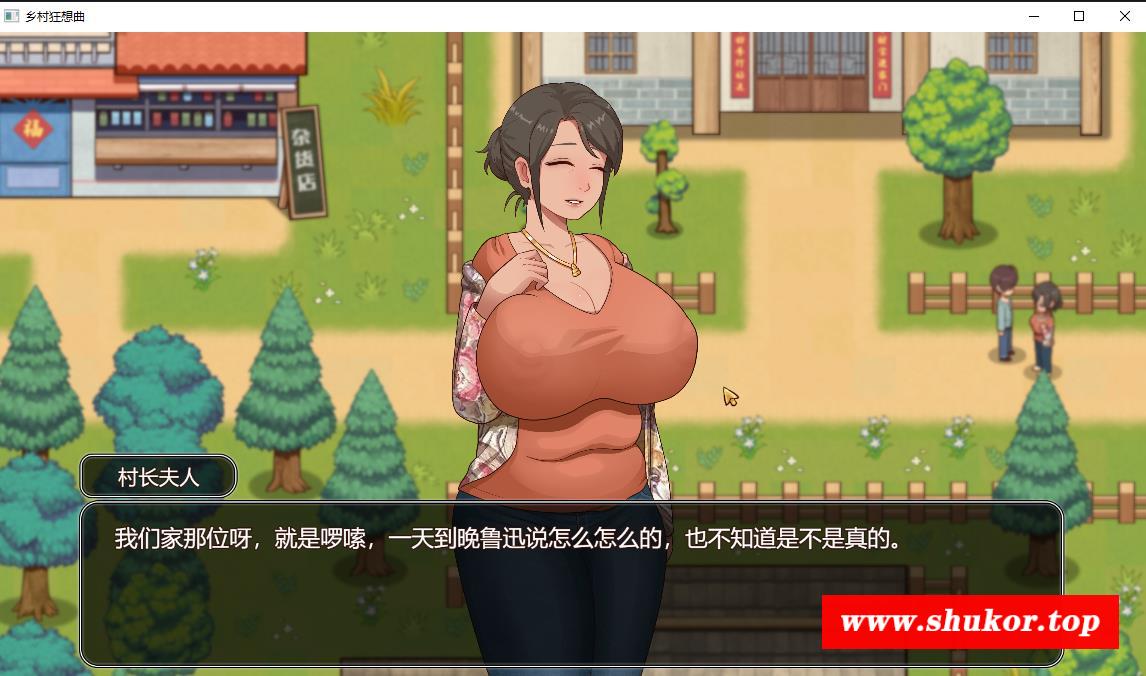 乡村狂想曲
福
杂货店
村长夫人
我们家那位呀，就是啰嗦，一天到晚鲁迅说怎么怎么的，也不知道是不是真的。
www.shukor.top